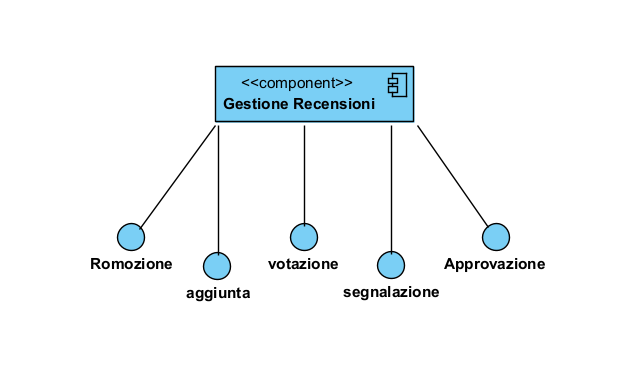 <<component>>
Gestione Recensioni
Romozione
aggiunta
votazione
segnalazione
Approvazione